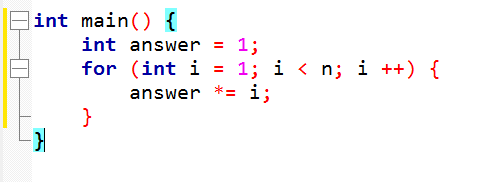 int main() {
    int answer = 1;
    for (int i = 1; i < n; i ++) {
        answer *= i;
    }
}